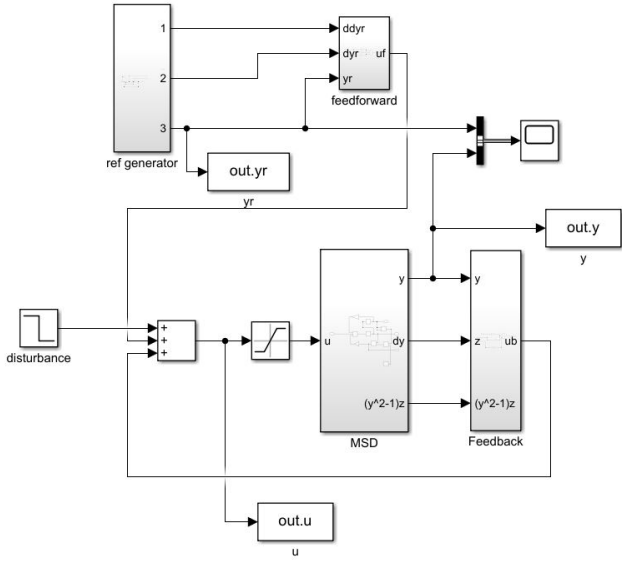 1
2
3
ref generator
ddyr
dyr
yr
uf
feedforward
out.yr
yr
out.y
y
disturbance
+
+
+
u
y
dy
(y^2-1)z
MSD
y
z
(y^2-1)z
ub
Feedback
out.u
u